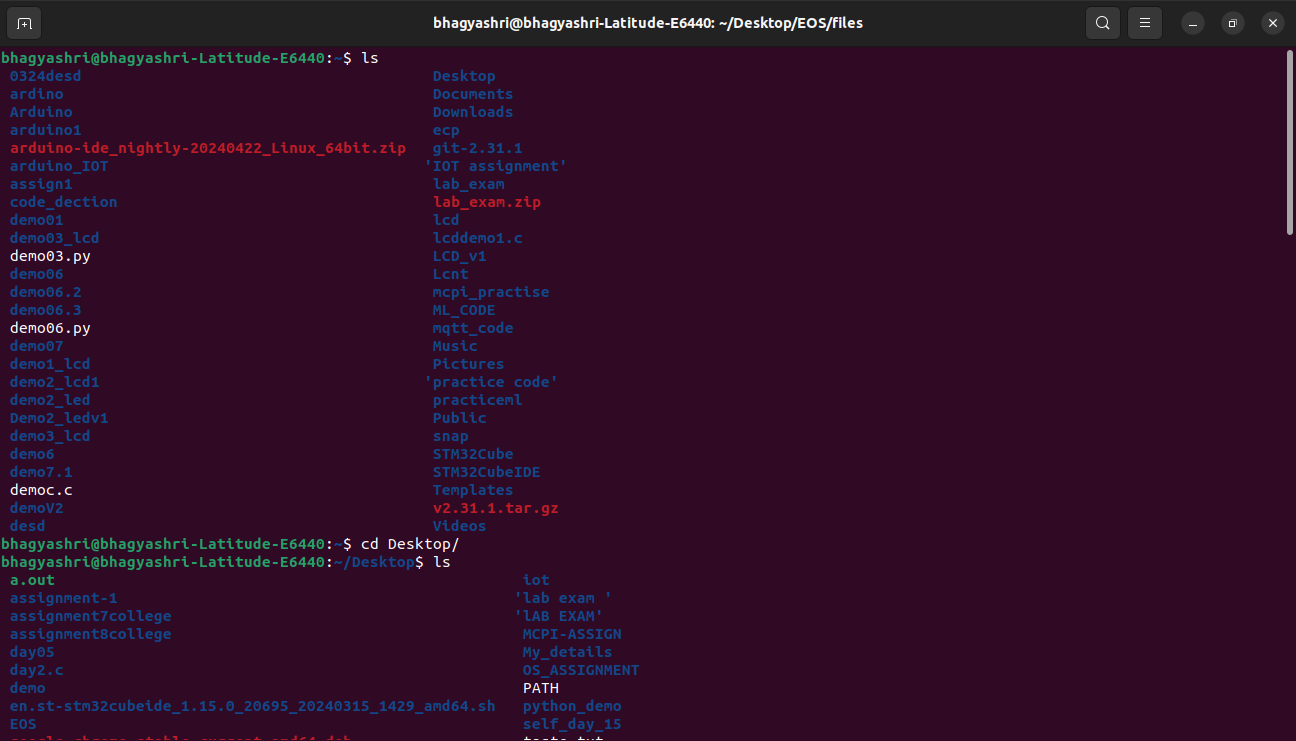 bhagyashri@bhagyashri-Latitude-E6440: ~/Desktop/EOS/files
bhagyashri@bhagyashri-Latitude-E6440:~$ ls
0324desd Desktop
ardino Documents
Arduino Downloads
arduino1 ecp
arduino-ide_nightly-20240422_Linux_64bit.zip git-2.31.1
arduino_IOT 'IOT assignment'
assign1 lab_exam
code_dection lab_exam.zip
demo01 lcd
demo03_lcd lcddemo1.c
demo03.py LCD_v1
demo06 Lcnt
demo06.2 mcpi_practise
demo06.3 ML_CODE
demo06.py mqtt_code
demo07 Music
demo1_lcd Pictures
demo2_lcd1 'practice code'
demo2_led practiceml
Demo2_ledv1 Public
demo3_lcd snap
demo6 STM32Cube
demo7.1 STM32CubeIDE
democ.c Templates
demoV2 v2.31.1.tar.gz
desd Videos
bhagyashri@bhagyashri-Latitude-E6440:~$ cd Desktop/
bhagyashri@bhagyashri-Latitude-E6440:~/Desktop$ ls
a.out iot
assignment-1 'lab exam '
assignment7college 'lAB EXAM'
assignment8college MCPI-ASSIGN
day05 My_details
day2.c OS_ASSIGNMENT
demo PATH
en.st-stm32cubeide_1.15.0_20695_20240315_1429_amd64.sh python_demo
EOS self_day_15